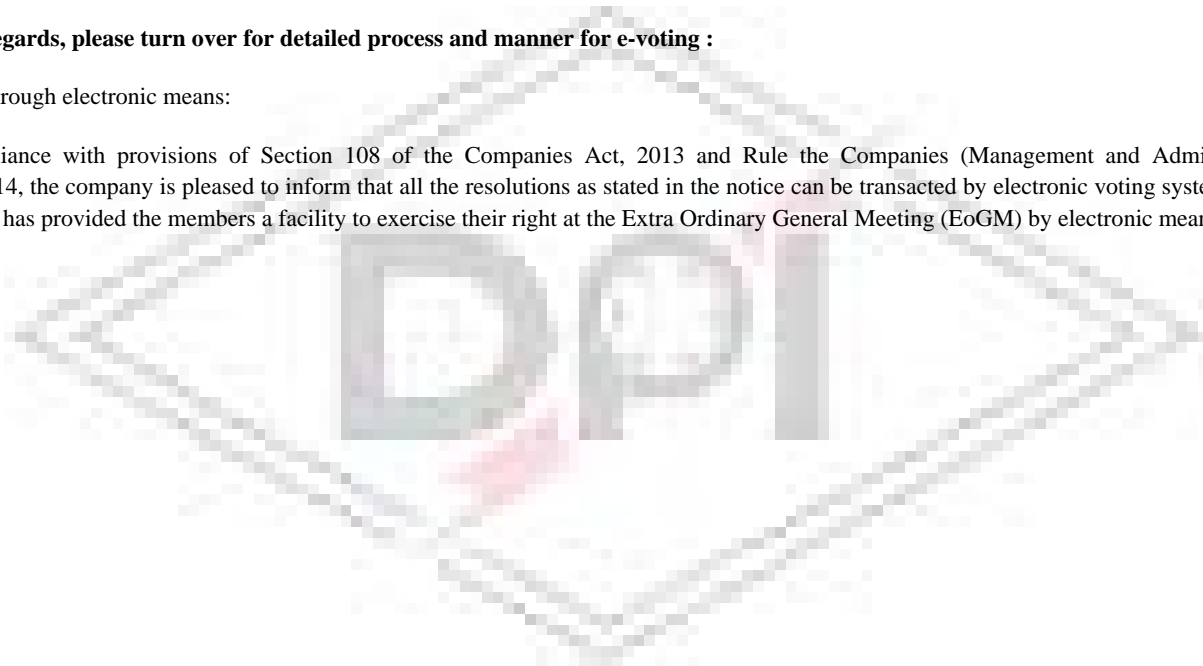 egards, please turn over for detailed process and manner for e-voting :
rough electronic means:
iance with provisions of Section 108 of the Companies Act, 2013 and Rule the Companies (Management and Admi
14, the company is pleased to inform that all the resolutions as stated in the notice can be transacted by electronic voting syste
has provided the members a facility to exercise their right at the Extra Ordinary General Meeting (EoGM) by electronic mean
DPI